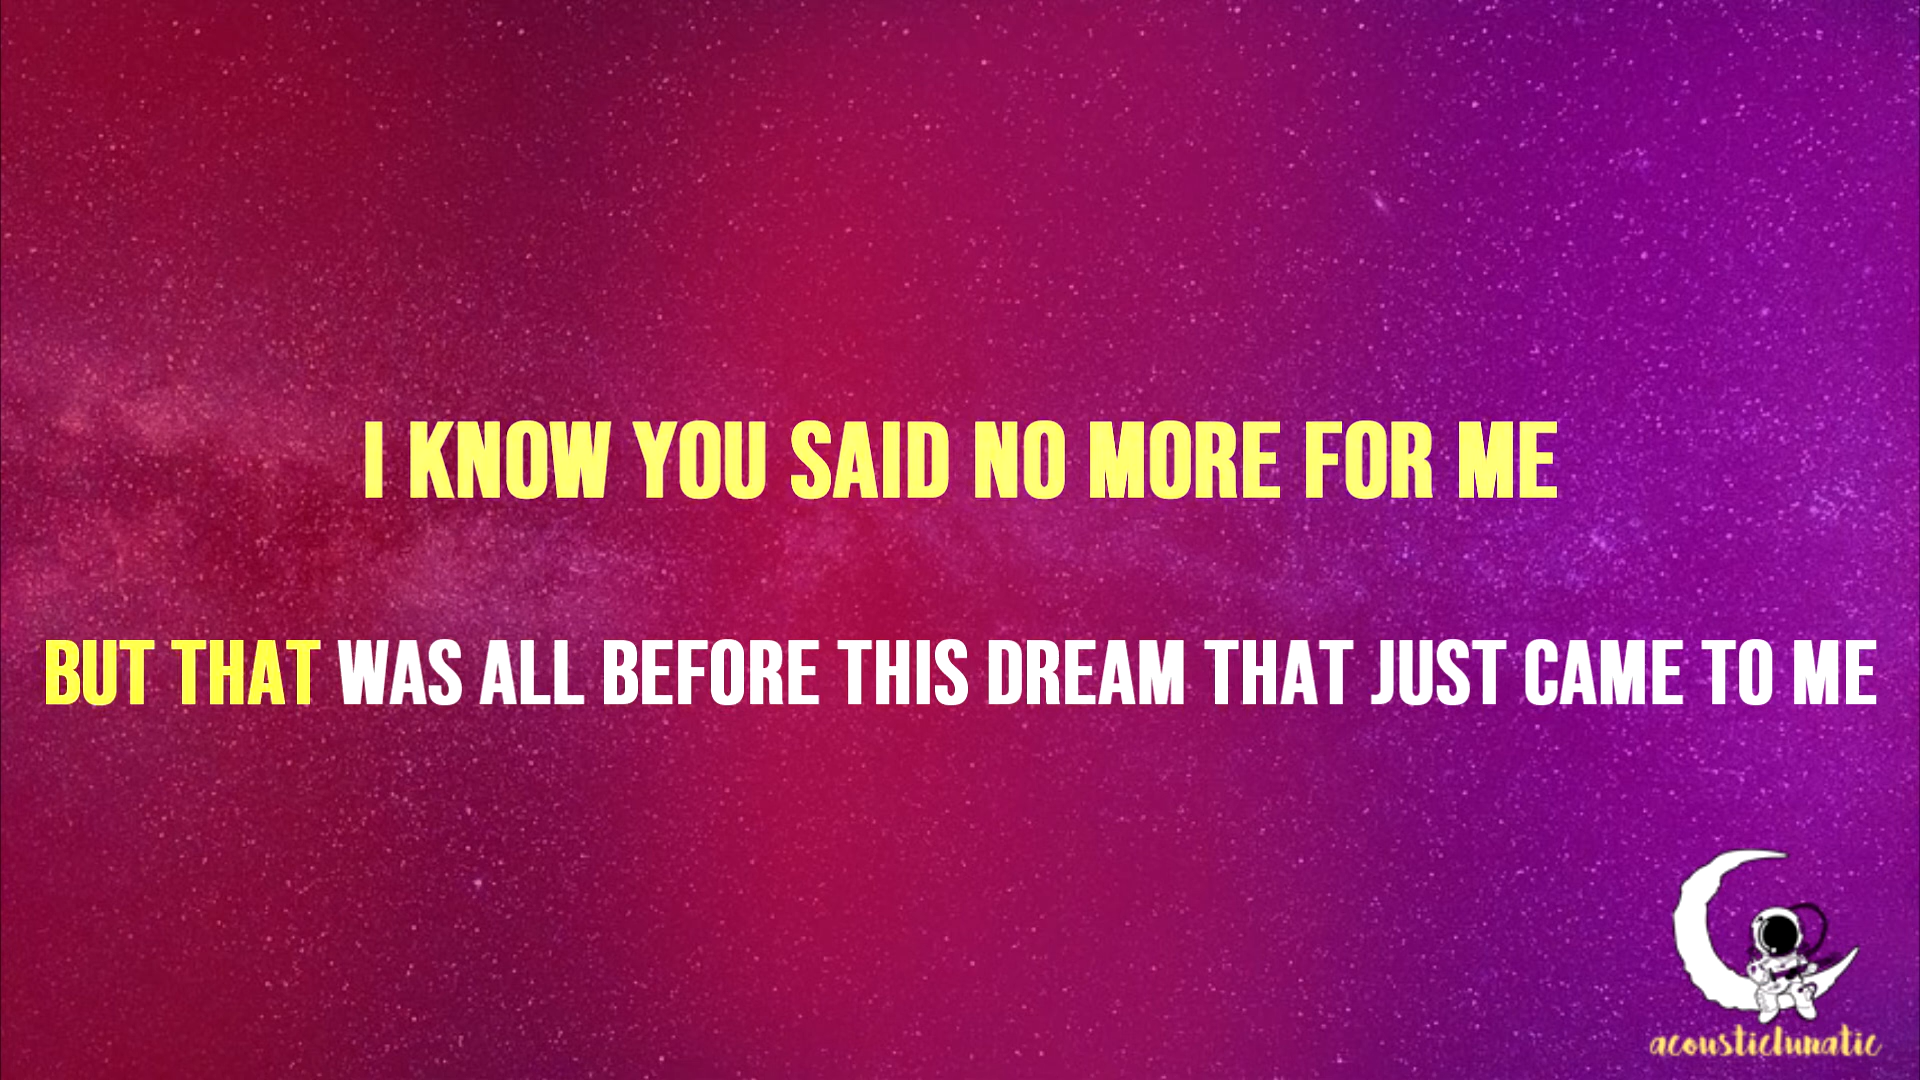 I KNOW YOU SAID NO MORE FOR ME
BUT THAT WAS ALL BEFORE THIS DREAM THAT JUST CAME TO ME
acousticlunatic